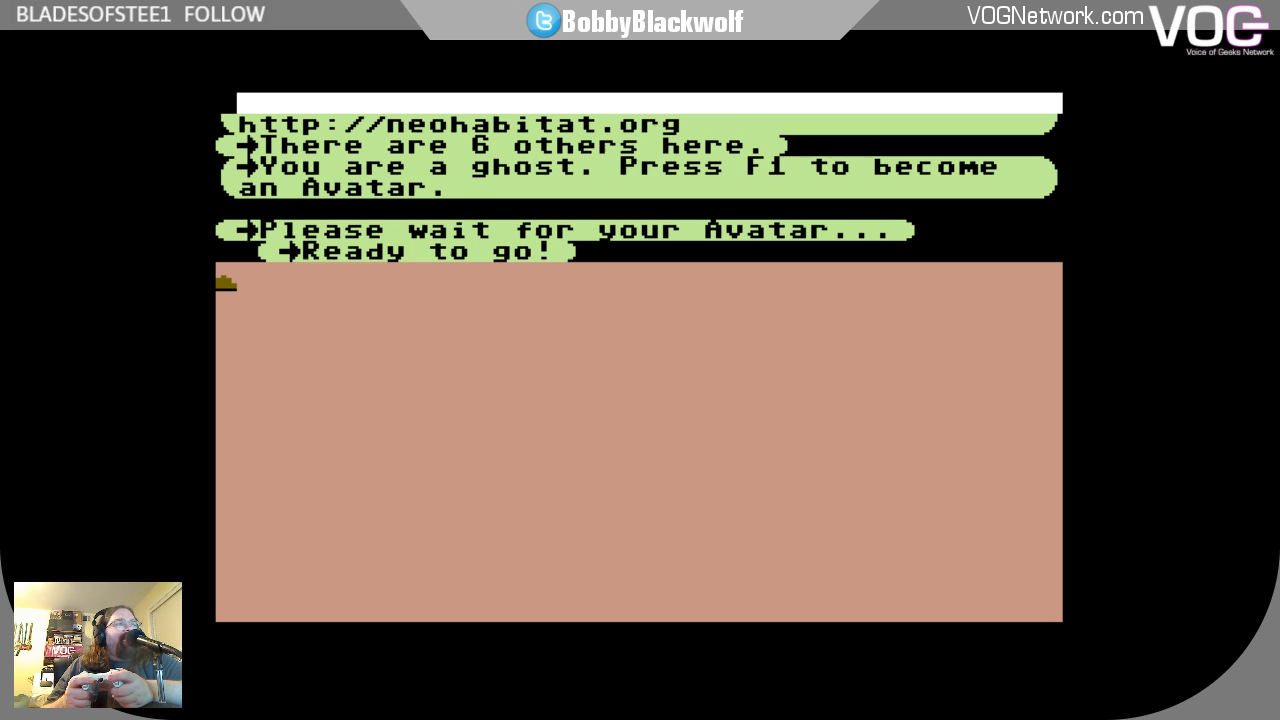 BLADESOFSTEE1 FOLLOW
BobbyBlackwolf
VOGNetwork.com
VOG
Voice of Geeks Network
http://neohabitat.org
→There are 6 others here.
→You are a ghost. Press F1 to become
an Avatar.
→Please wait for your Avatar...
→Ready to go!
VOG